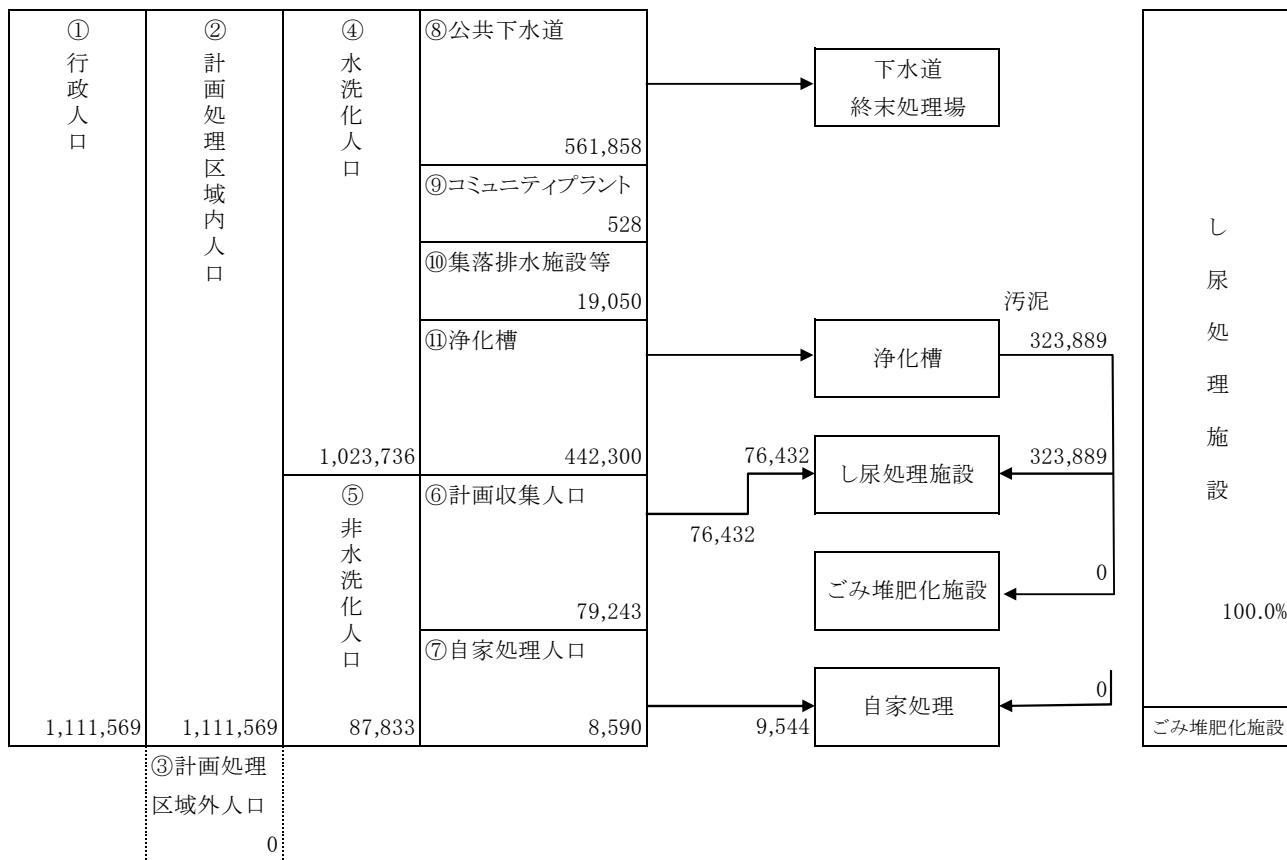 ①行政人口
1,111,569
②計画処理区域内人口
1,111,569
③計画処理
区域外人口
0
④水洗化人口
1,023,736
⑤非水洗化人口
87,833
⑧公共下水道
561,858
⑨コミュニティプラント
528
⑩集落排水施設等
19,050
⑪浄化槽
442,300
⑥計画収集人口
79,243
⑦自家処理人口
8,590
下水道
終末処理場
汚泥
浄化槽
323,889
76,432
し尿処理施設
323,889
76,432
ごみ堆肥化施設
0
自家処理
0
9,544
し尿処理施設
100.0%
ごみ堆肥化施設